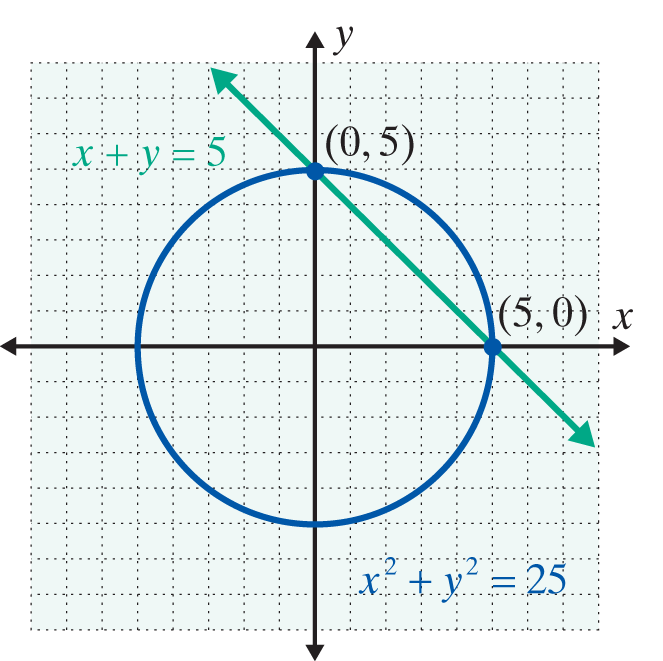 y
x + y = 5
(0, 5)
(5, 0)
x
x² + y² = 25